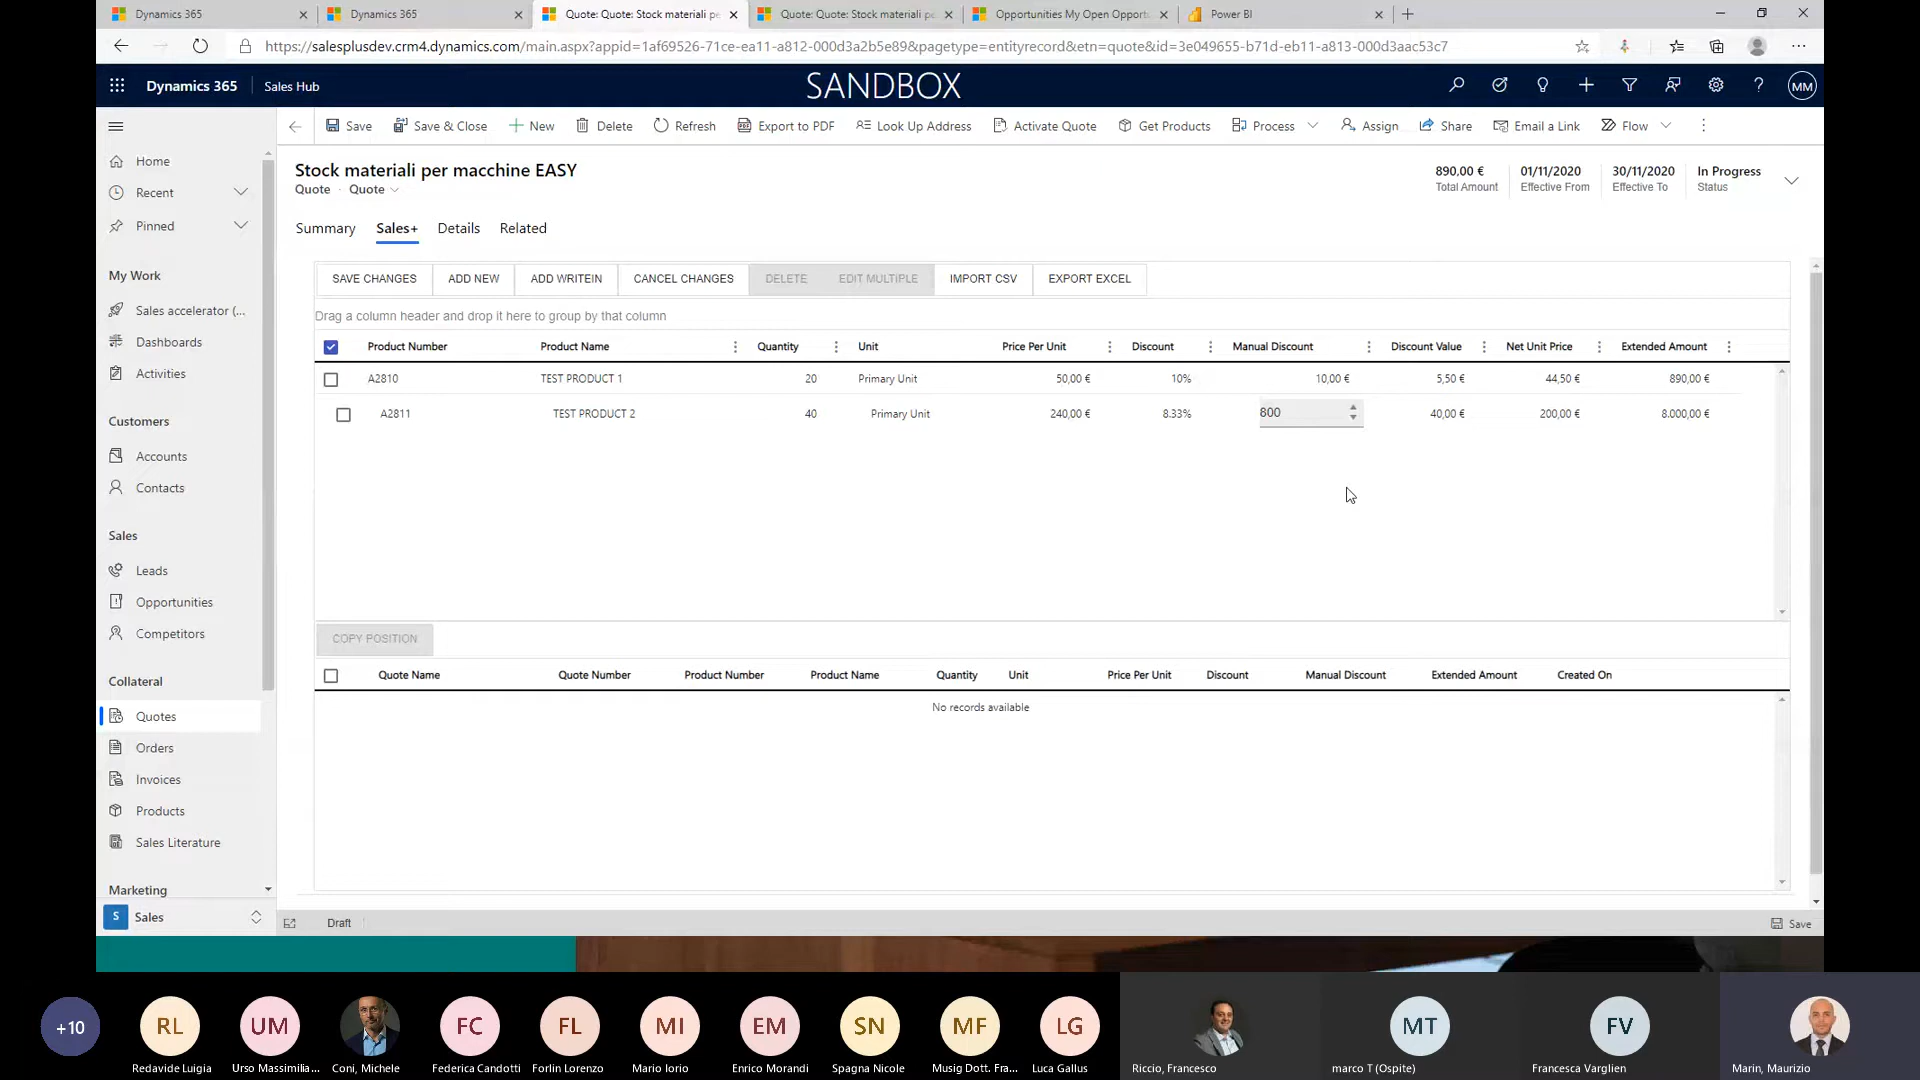 Dynamics 365
Dynamics 365
Quote: Quote: Stock materiali pe
Quote: Quote: Stock materiali pe
Opportunities My Open Opport
Power BI
https://salesplusdev.crm4.dynamics.com/main.aspx?appid=1af69526-71ce-ea11-a812-000d3a2b5e89&pagetype=entityrecord&etn=quote&id=3e049655-b71d-eb11-a813-000d3aac53c7
Dynamics 365
Sales Hub
SANDBOX
MM
Save
Save & Close
New
Delete
Refresh
Export to PDF
Look Up Address
Activate Quote
Get Products
Process
Assign
Share
Email a Link
Flow
Home
Recent
Pinned
My Work
Sales accelerator (...
Dashboards
Activities
Customers
Accounts
Contacts
Sales
Leads
Opportunities
Competitors
Collateral
Quotes
Orders
Invoices
Products
Sales Literature
Marketing
S Sales
Stock materiali per macchine EASY
Quote · Quote
890,00 € 01/11/2020 30/11/2020 In Progress
Total Amount Effective From Effective To Status
Summary Sales+ Details Related
SAVE CHANGES ADD NEW ADD WRITEIN CANCEL CHANGES DELETE EDIT MULTIPLE IMPORT CSV EXPORT EXCEL
Drag a column header and drop it here to group by that column
Product Number Product Name Quantity Unit Price Per Unit Discount Manual Discount Discount Value Net Unit Price Extended Amount
A2810 TEST PRODUCT 1 20 Primary Unit 50,00 € 10% 10,00 € 5,50 € 44,50 € 890,00 €
A2811 TEST PRODUCT 2 40 Primary Unit 240,00 € 8.33% 800 40,00 € 200,00 € 8.000,00 €
COPY POSITION
Quote Name Quote Number Product Number Product Name Quantity Unit Price Per Unit Discount Manual Discount Extended Amount Created On
No records available
Draft
Save
+10 RL UM FC FL MI EM SN MF LG MT FV
Redavide Luigia Urso Massimilia... Coni, Michele Federica Candotti Forlin Lorenzo Mario Iorio Enrico Morandi Spagna Nicole Musig Dott. Fra... Luca Gallus Riccio, Francesco marco T (Ospite) Francesca Varglien Marin, Maurizio